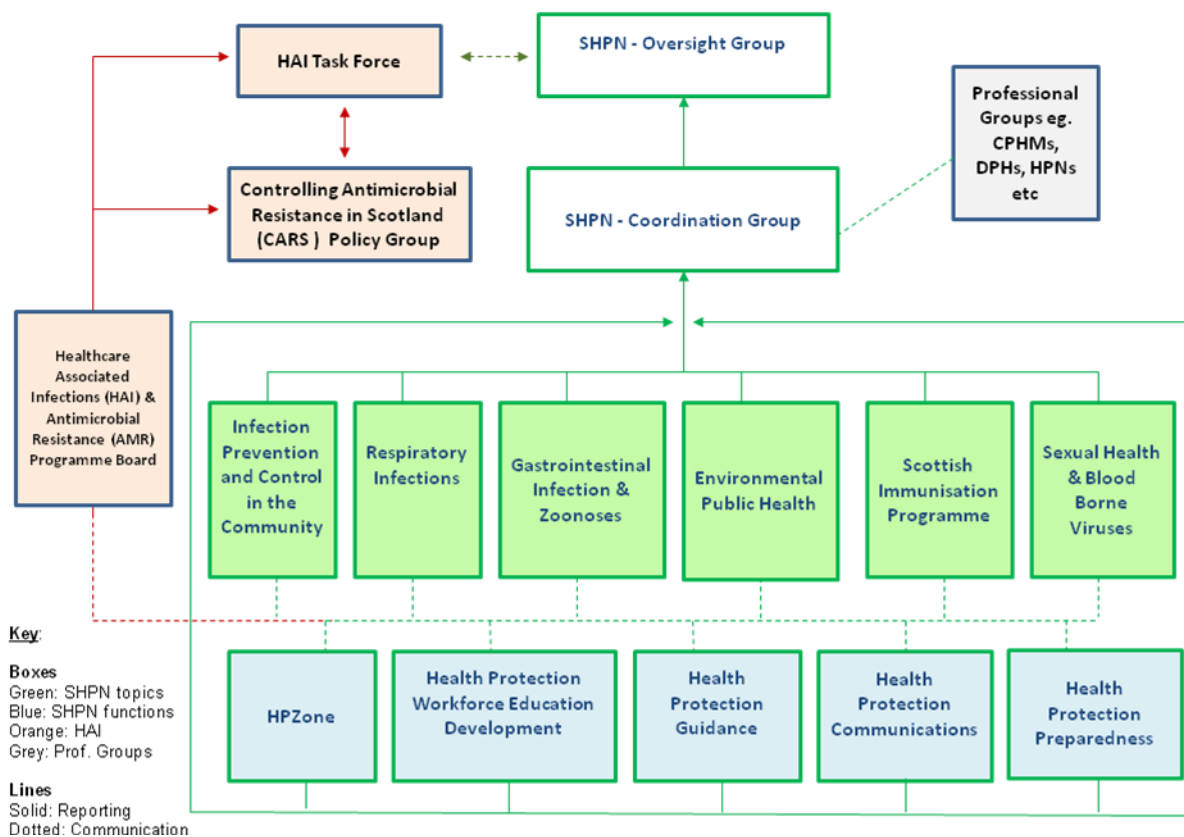 HAI Task Force
SHPN - Oversight Group
Professional
Groups eg.
CPHMs,
DPHs, HPNs
etc
Controlling Antimicrobial
Resistance in Scotland
(CARS ) Policy Group
SHPN - Coordination Group
Healthcare
Associated
Infections (HAI) &
Antimicrobial
Resistance (AMR)
Programme Board
Infection
Prevention
and Control
in the
Community
Respiratory
Infections
Gastrointestinal
Infection &
Zoonoses
Environmental
Public Health
Scottish
Immunisation
Programme
Sexual Health
& Blood
Borne
Viruses
HPZone
Health Protection
Workforce Education
Development
Health
Protection
Guidance
Health
Protection
Communications
Health
Protection
Preparedness
Key:
Boxes
Green: SHPN topics
Blue: SHPN functions
Orange: HAI
Grey: Prof. Groups
Lines
Solid: Reporting
Dotted: Communication